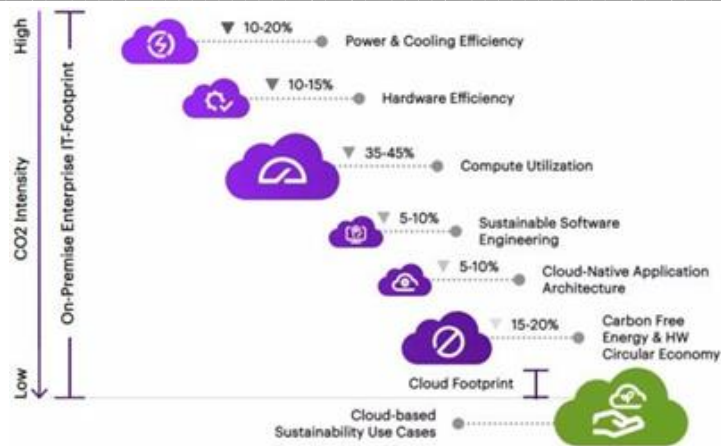 High
CO2 Intensity
Low
On-Premise Enterprise IT-Footprint
10-20%
Power & Cooling Efficiency
10-15%
Hardware Efficiency
35-45%
Compute Utilization
5-10%
Sustainable Software
Engineering
5-10%
Cloud-Native Application
Architecture
15-20%
Carbon Free
Energy & HW
Circular Economy
Cloud Footprint
Cloud-based
Sustainability Use Cases